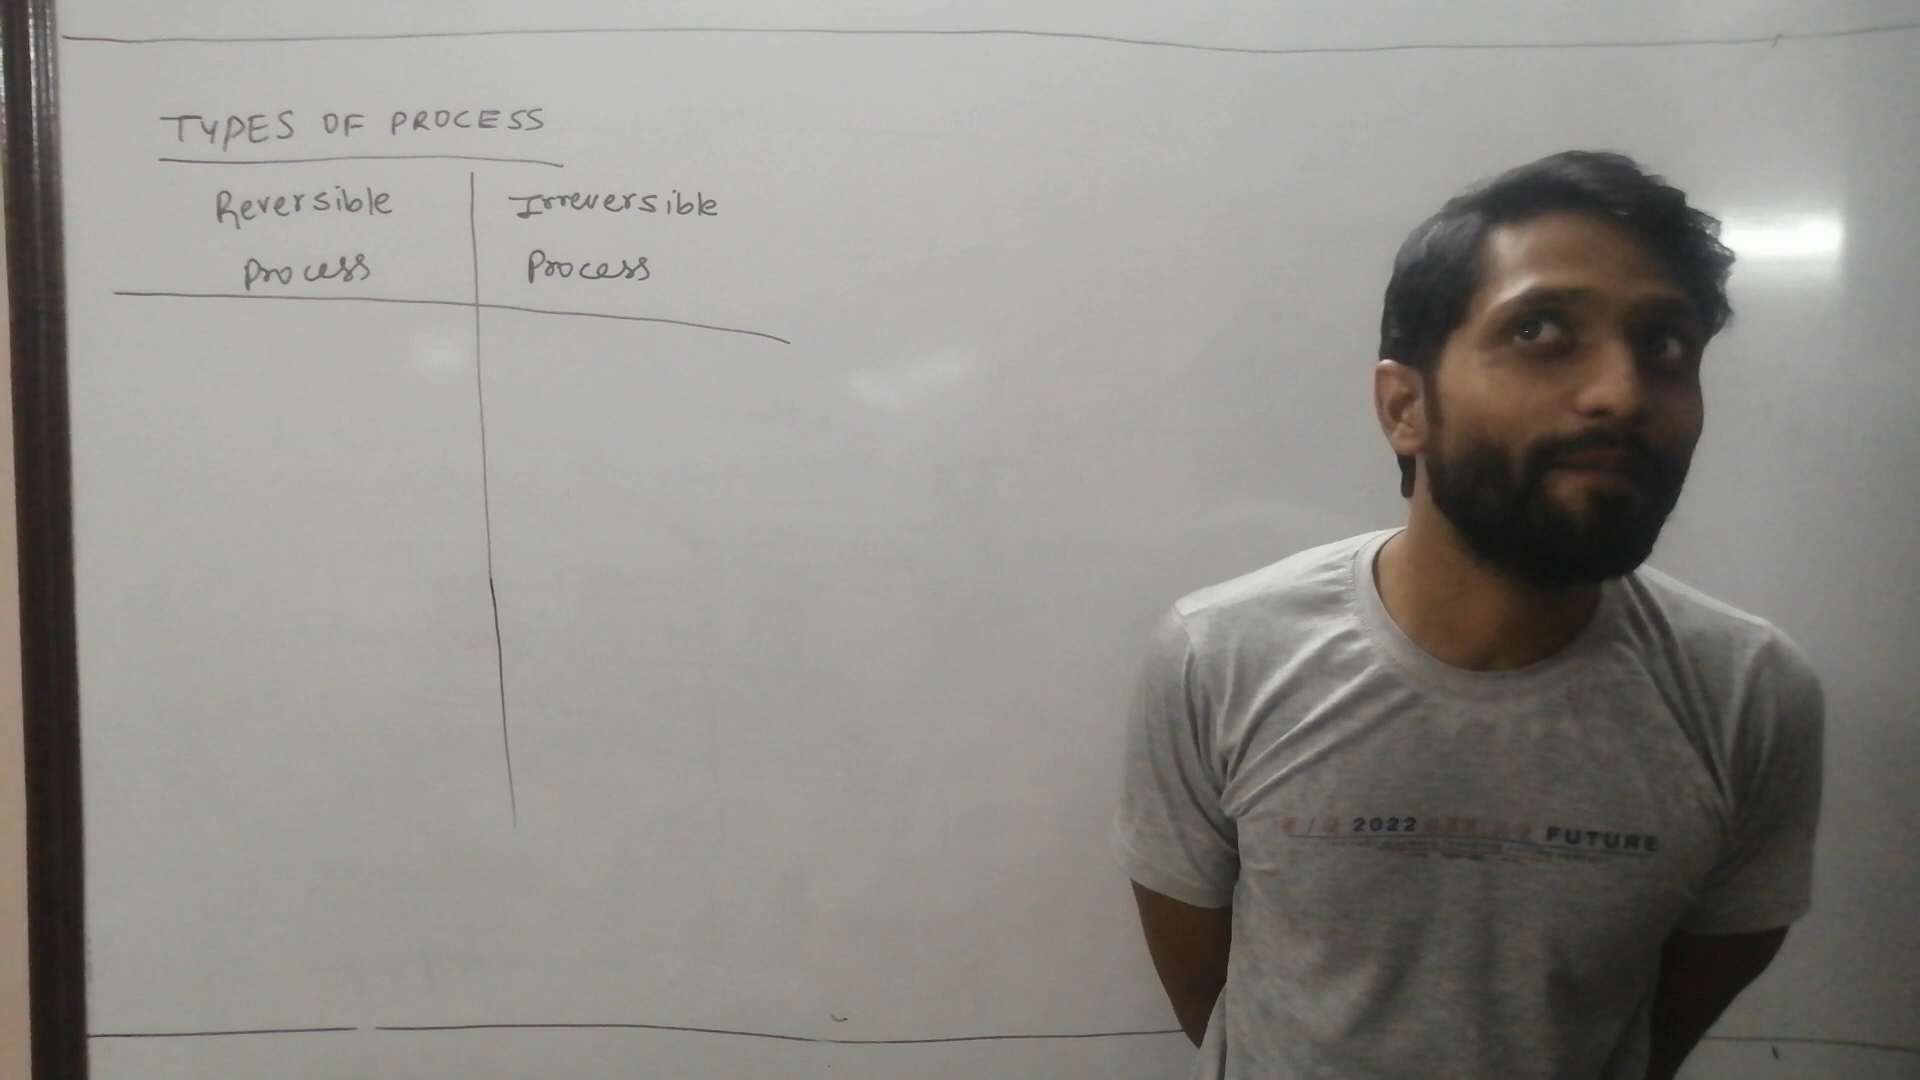 TYPES OF PROCESS
Reversible
Process
Irreversible
Process
2022 FUTURE